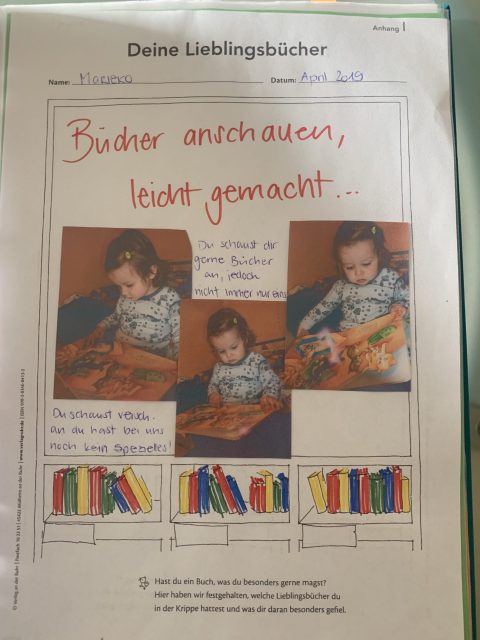 Anhang 1
Deine Lieblingsbücher
Name: Marieko Datum: April 2019
Bücher anschauen,
leicht gemacht...
Du schaust dir
gerne Bücher
an, jedoch
nicht immer nur eins
Du schaust versch.
an du hast bei uns
noch kein spezielles!
Hast du ein Buch, was du besonders gerne magst?
Hier haben wir festgehalten, welche Lieblingsbücher du
in der Krippe hattest und was dir daran besonders gefiel.